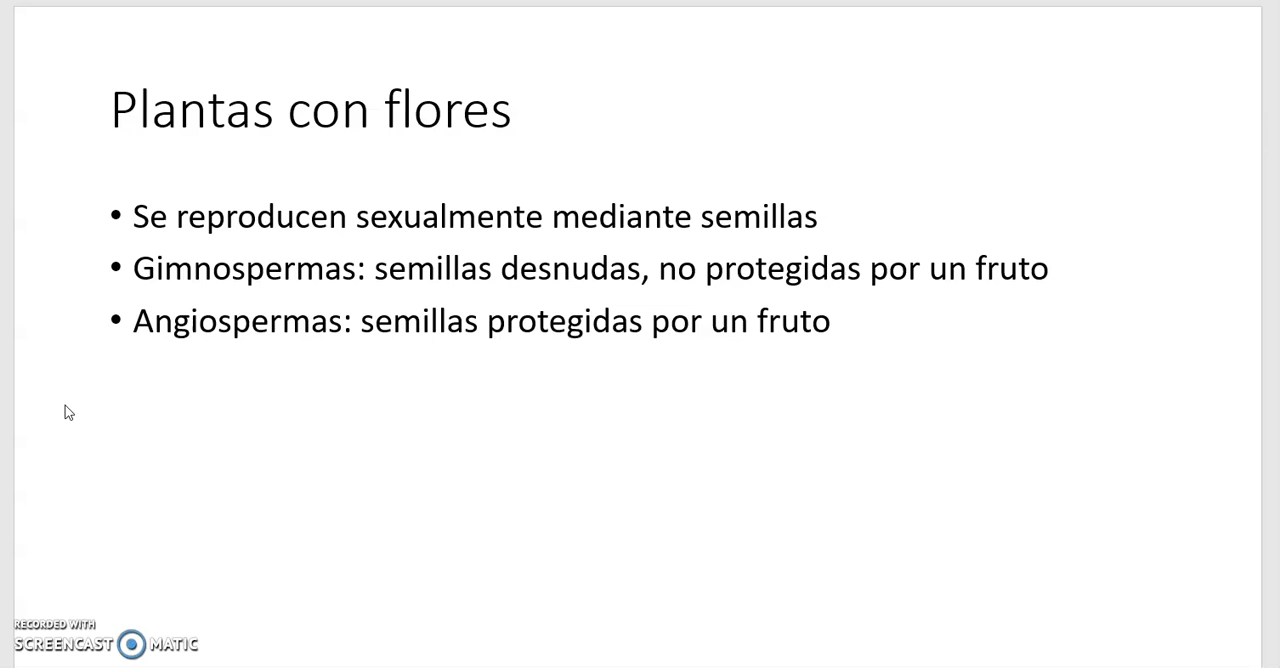 Plantas con flores
• Se reproducen sexualmente mediante semillas
• Gimnospermas: semillas desnudas, no protegidas por un fruto
• Angiospermas: semillas protegidas por un fruto
RECORDED WITH
SCREENCAST MATIC